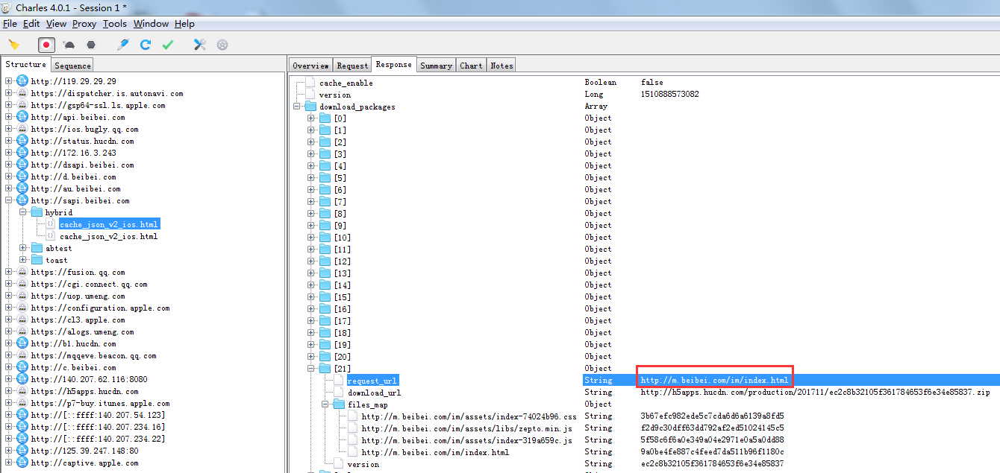 Charles 4.0.1 - Session 1 *
File Edit View Proxy Tools Window Help
Structure Sequence
http://119.29.29.29
https://dispatcher.is.autonavi.com
https://gsp64-ssl.ls.apple.com
http://api.beibei.com
https://ios.bugly.qq.com
http://status.hucdn.com
http://172.16.3.243
http://dsapi.beibei.com
http://d.beibei.com
http://au.beibei.com
http://sapi.beibei.com
hybrid
cache_json_v2_ios.html
cache_json_v2_ios.html
abtest
toast
https://fusion.qq.com
https://cgi.connect.qq.com
https://uop.umeng.com
https://configuration.apple.com
https://cl3.apple.com
https://alogs.umeng.com
http://b1.hucdn.com
https://mqqeve.beacon.qq.com
http://c.beibei.com
http://140.207.62.116:8080
https://h5apps.hucdn.com
https://p7-buy.itunes.apple.com
http://[::ffff:140.207.54.123]
http://[::ffff:140.207.234.16]
http://[::ffff:140.207.234.22]
http://125.39.247.148:80
http://captive.apple.com
Overview Request Response Summary Chart Notes
cache_enable Boolean false
version Long 1510888573082
download_packages Array
[0] Object
[1] Object
[2] Object
[3] Object
[4] Object
[5] Object
[6] Object
[7] Object
[8] Object
[9] Object
[10] Object
[11] Object
[12] Object
[13] Object
[14] Object
[15] Object
[16] Object
[17] Object
[18] Object
[19] Object
[20] Object
[21] Object
request_url String http://m.beibei.com/im/index.html
download_url String http://h5apps.hucdn.com/production/201711/ec2c8b32105f361784653f6e34e85837.zip
files_map Object
http://m.beibei.com/im/assets/index-74024b96.css String 3b67efc982ede5c7cda6d6a6139a8fd5
http://m.beibei.com/im/assets/libs/zepto.min.js String f2d9c30dff63dd792af2ed51024145c5
http://m.beibei.com/im/assets/index-319a659c.js String 5f58c6f6a0e349a04e2971e0a5a0dd88
http://m.beibei.com/im/index.html String 9a0be4fe887c4feed7da511b96f1180c
version String ec2c8b32105f361784653f6e34e85837